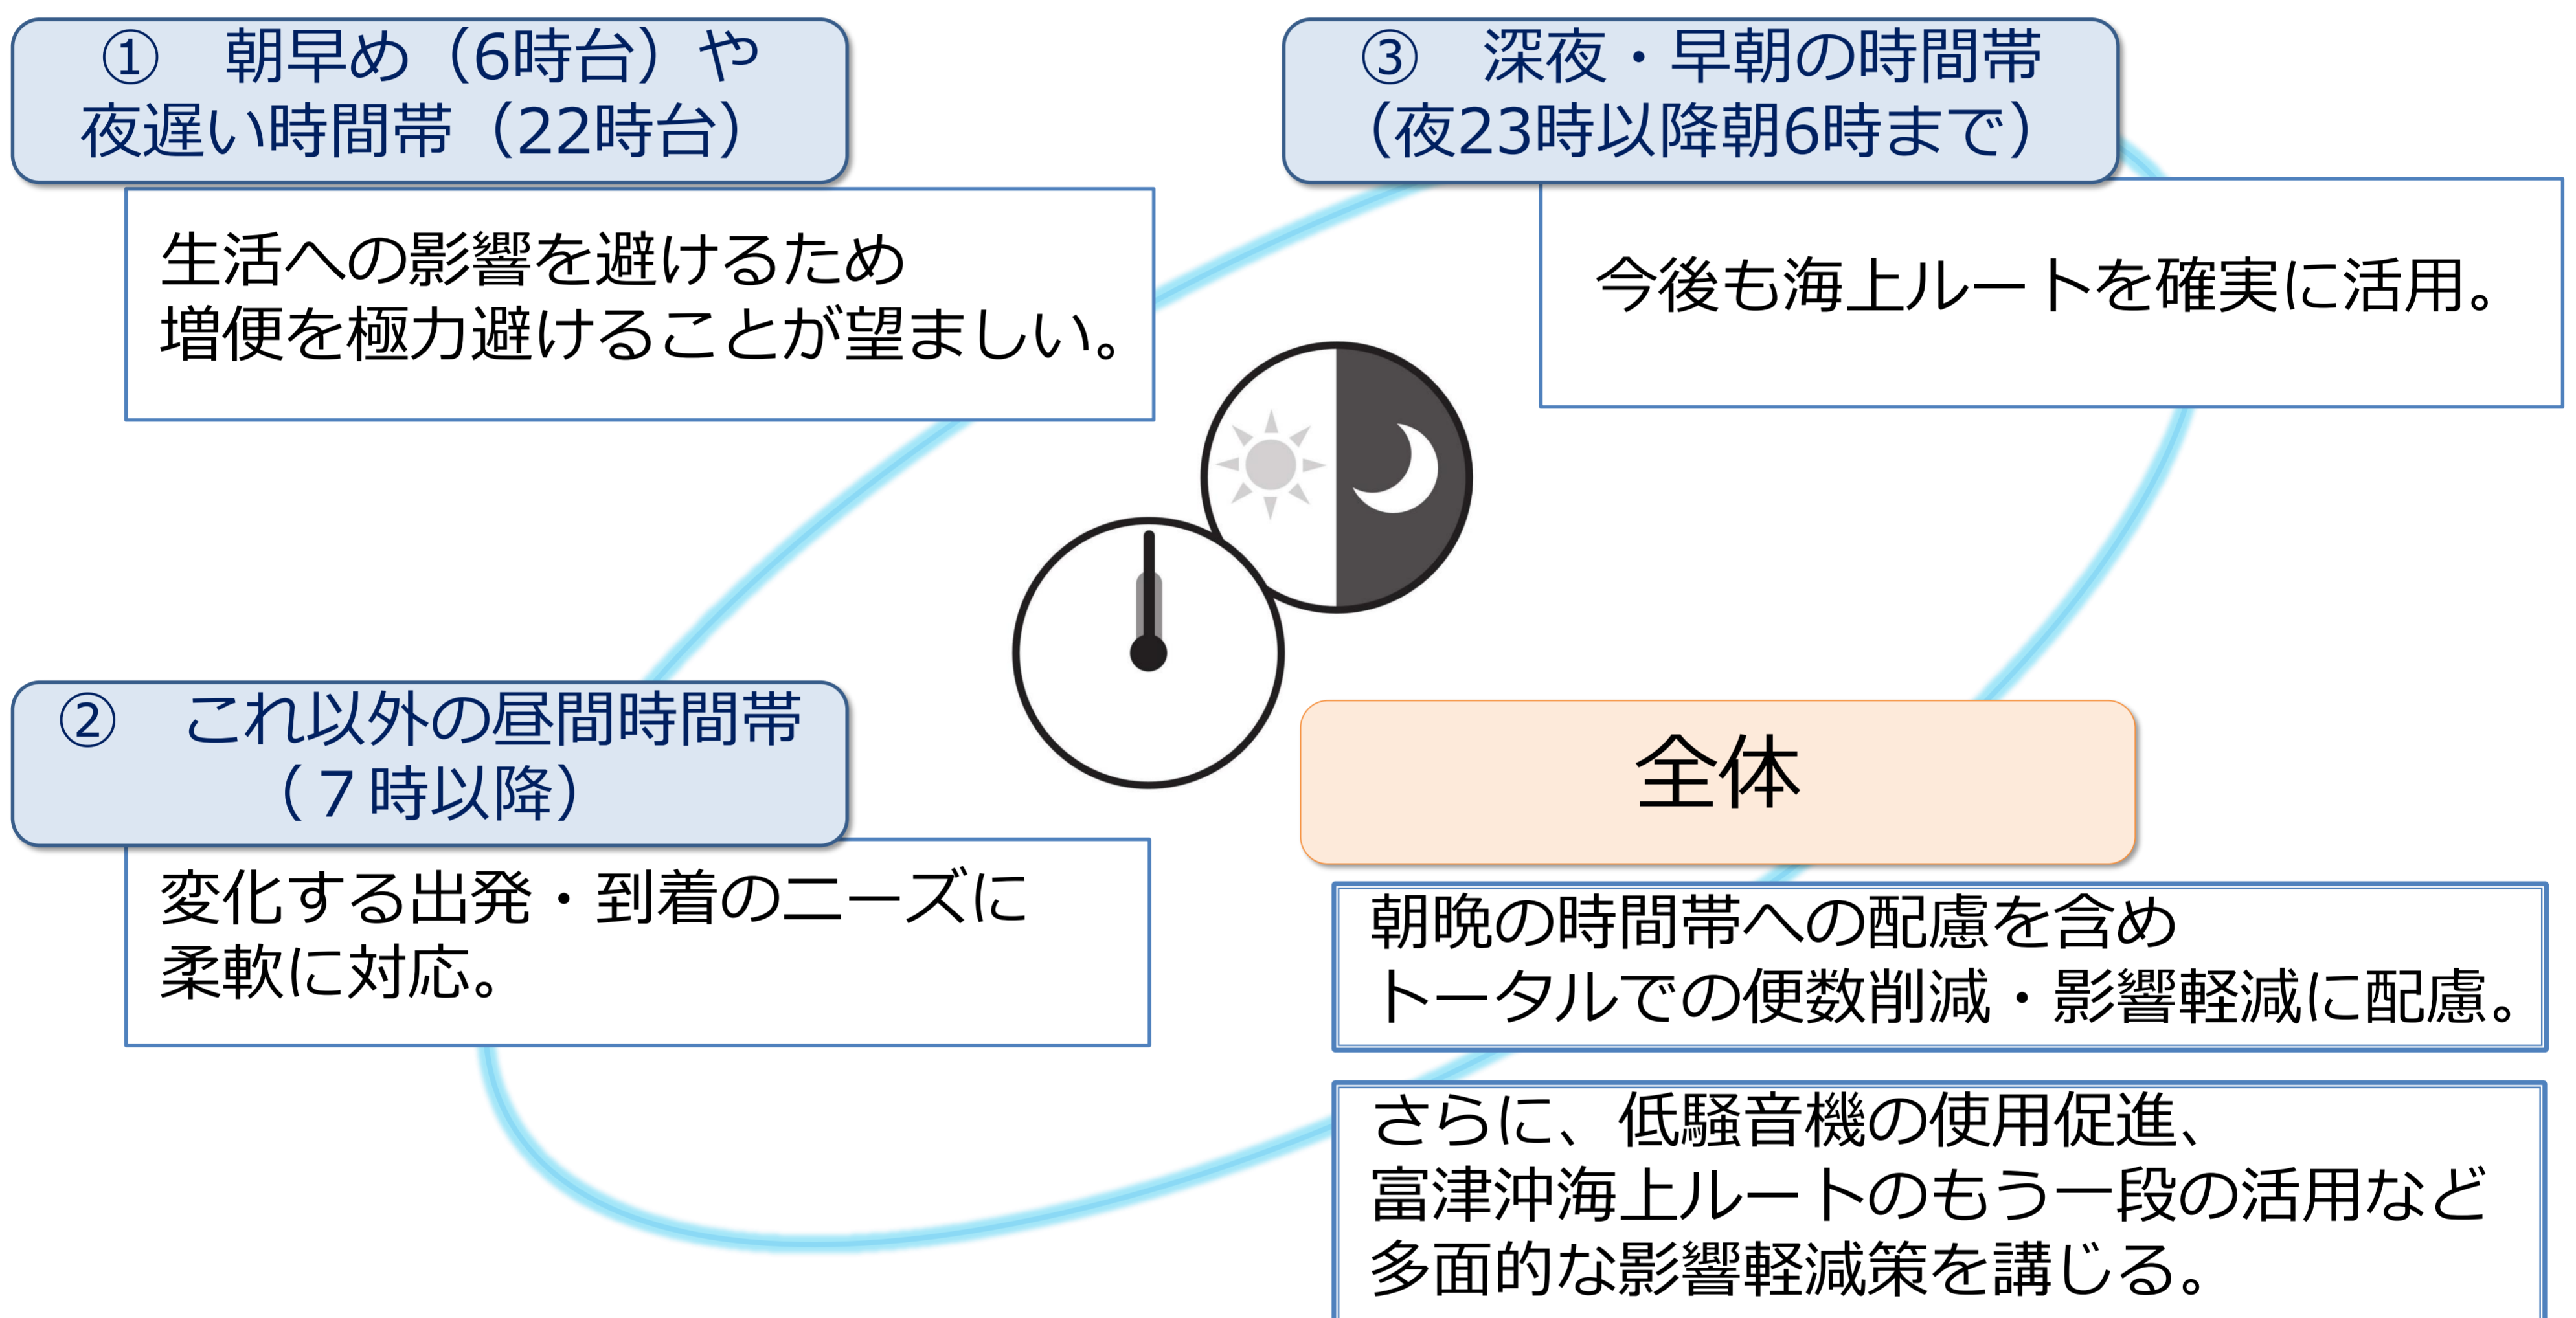 ① 朝早め（6時台）や
夜遅い時間帯（22時台）
生活への影響を避けるため
増便を極力避けることが望ましい。
② これ以外の昼間時間帯
（７時以降）
変化する出発・到着のニーズに
柔軟に対応。
③ 深夜・早朝の時間帯
（夜23時以降朝6時まで）
今後も海上ルートを確実に活用。
全体
朝晩の時間帯への配慮を含め
トータルでの便数削減・影響軽減に配慮。
さらに、低騒音機の使用促進、
富津沖海上ルートのもう一段の活用など
多面的な影響軽減策を講じる。